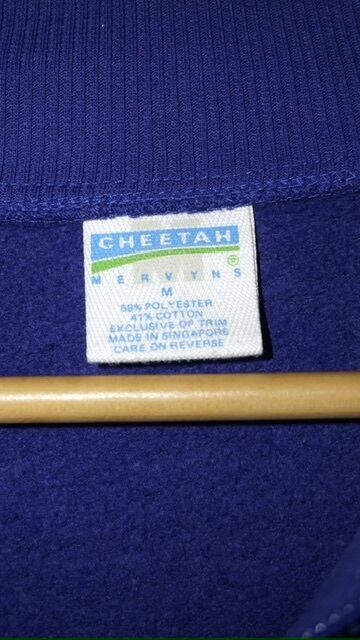 CHEETAH
®
MERVYNS
M
59% POLYESTER
41% COTTON
EXCLUSIVE OF TRIM
MADE IN SINGAPORE
CARE ON REVERSE